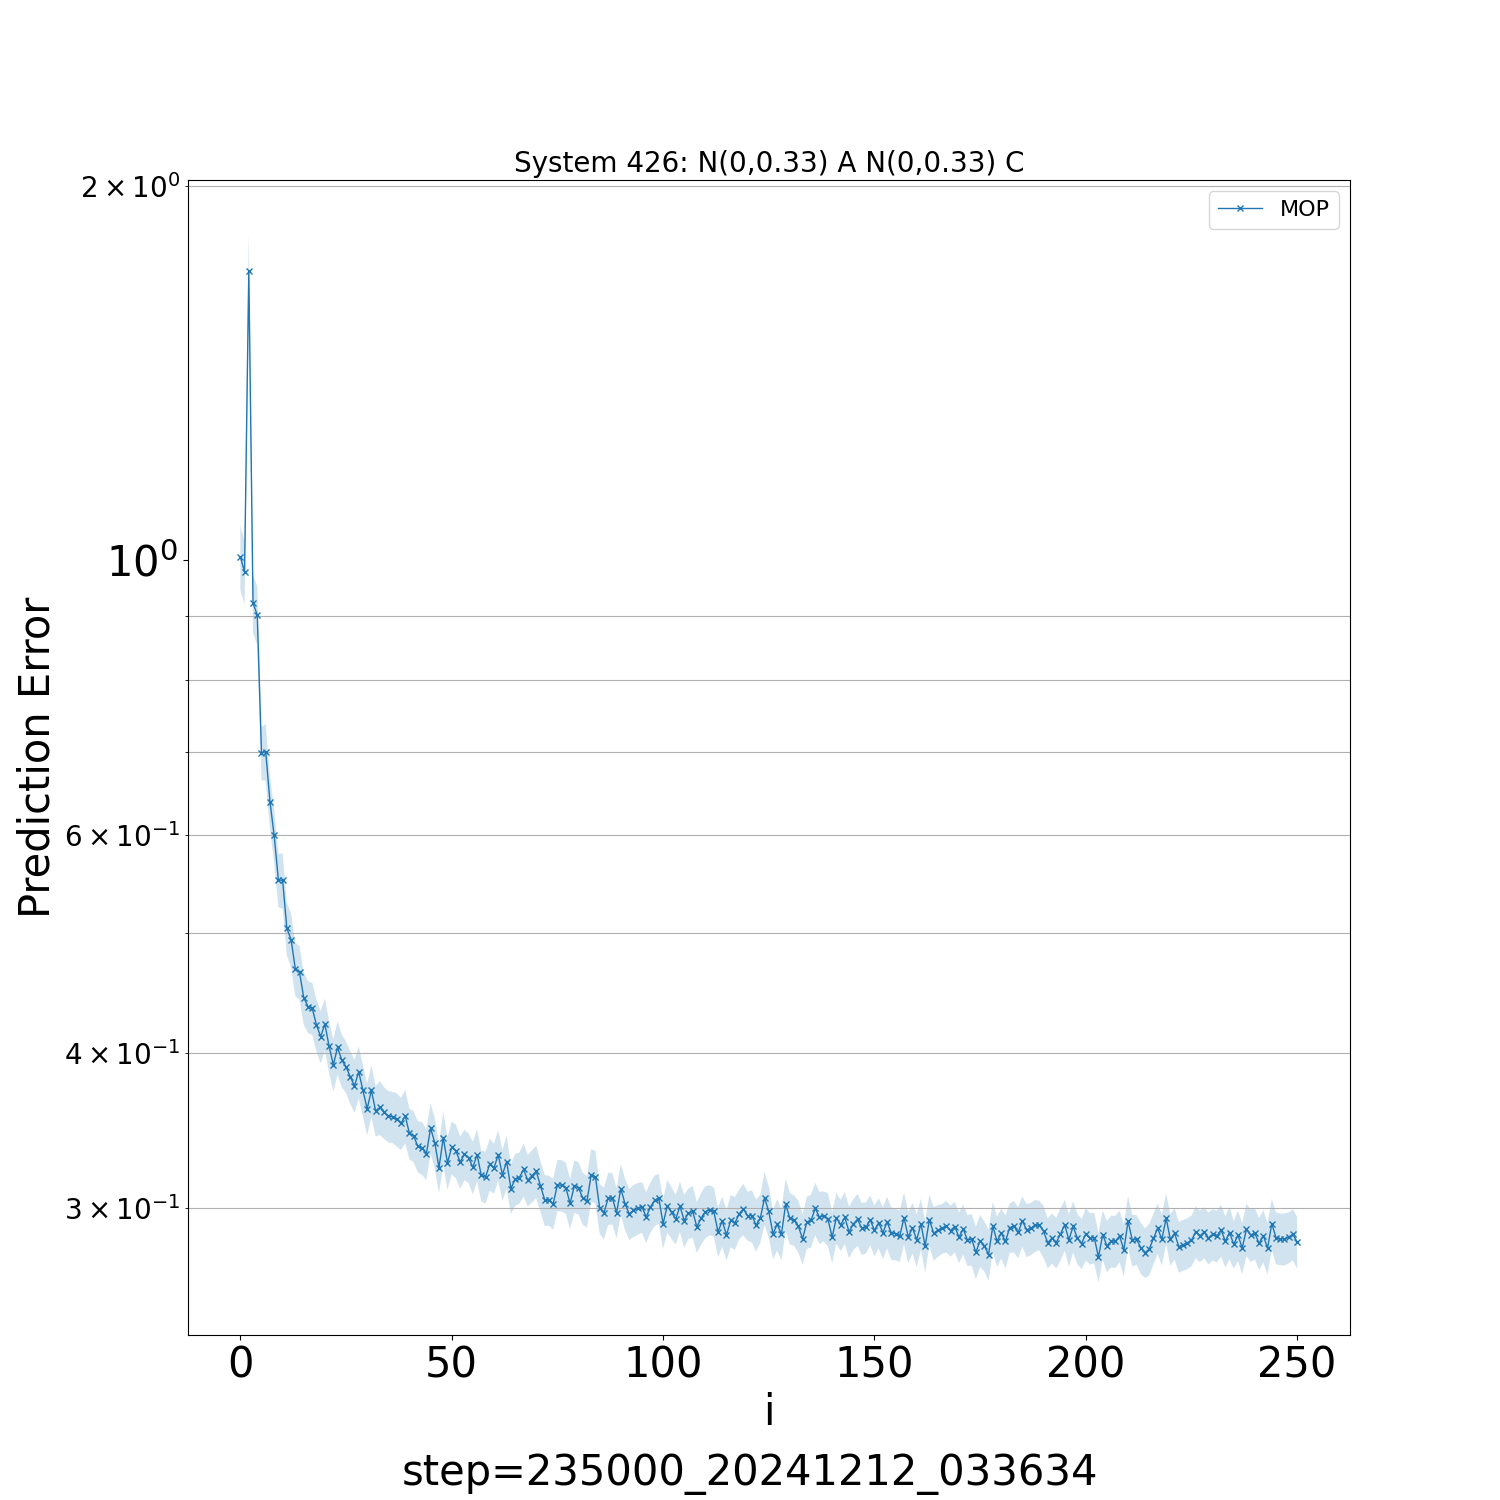 System 426: N(0,0.33) A N(0,0.33) C
2 × 10⁰
MOP
10⁰
6 × 10⁻¹
4 × 10⁻¹
3 × 10⁻¹
Prediction Error
0 50 100 150 200 250
i
step=235000_20241212_033634